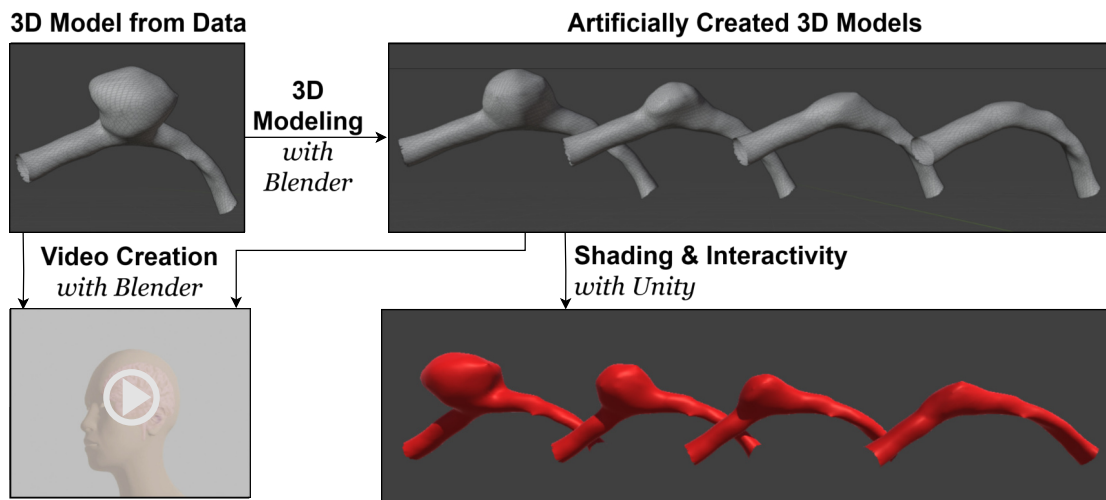 3D Model from Data
Artificially Created 3D Models
3D
Modeling
with
Blender
Video Creation
with Blender
Shading & Interactivity
with Unity